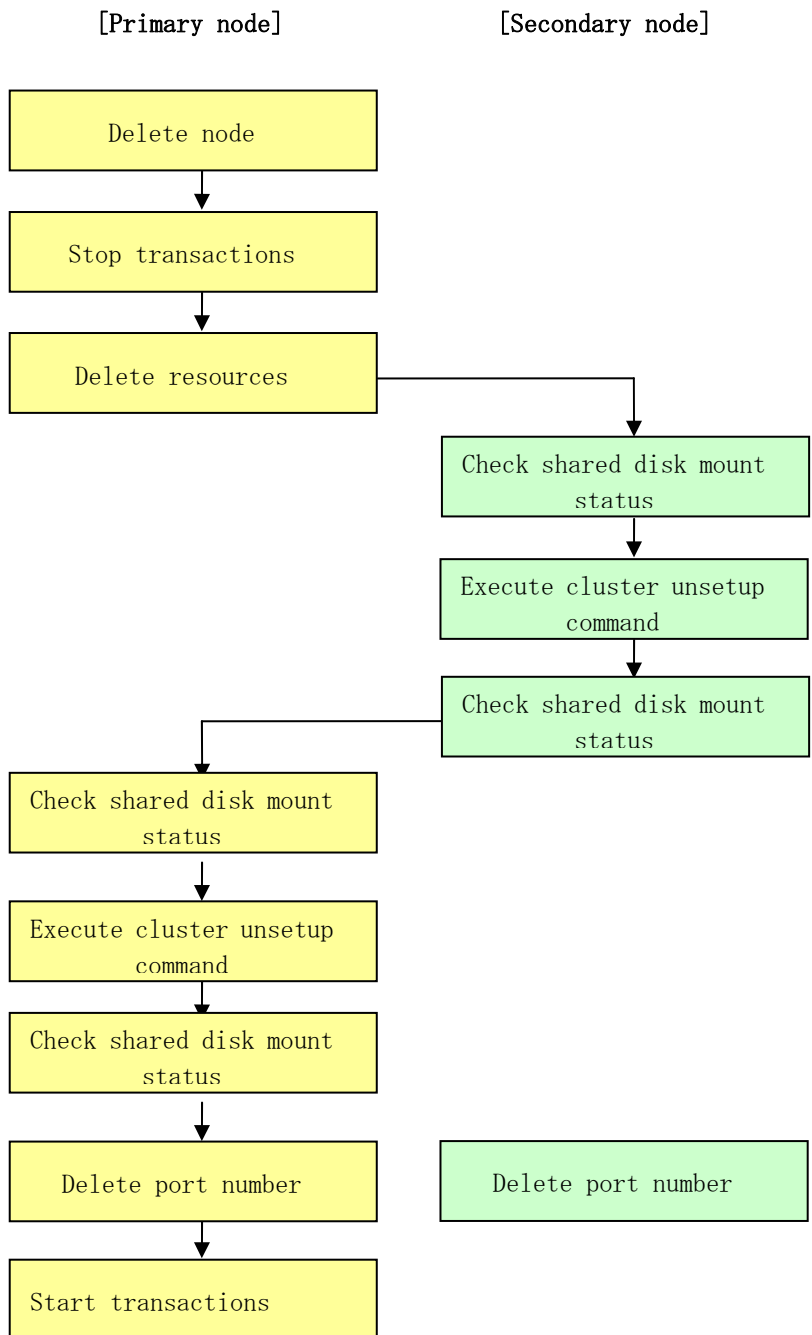 [Primary node]
[Secondary node]
Delete node
Stop transactions
Delete resources
Check shared disk mount
status
Execute cluster unsetup
command
Check shared disk mount
status
Check shared disk mount
status
Execute cluster unsetup
command
Check shared disk mount
status
Delete port number
Delete port number
Start transactions